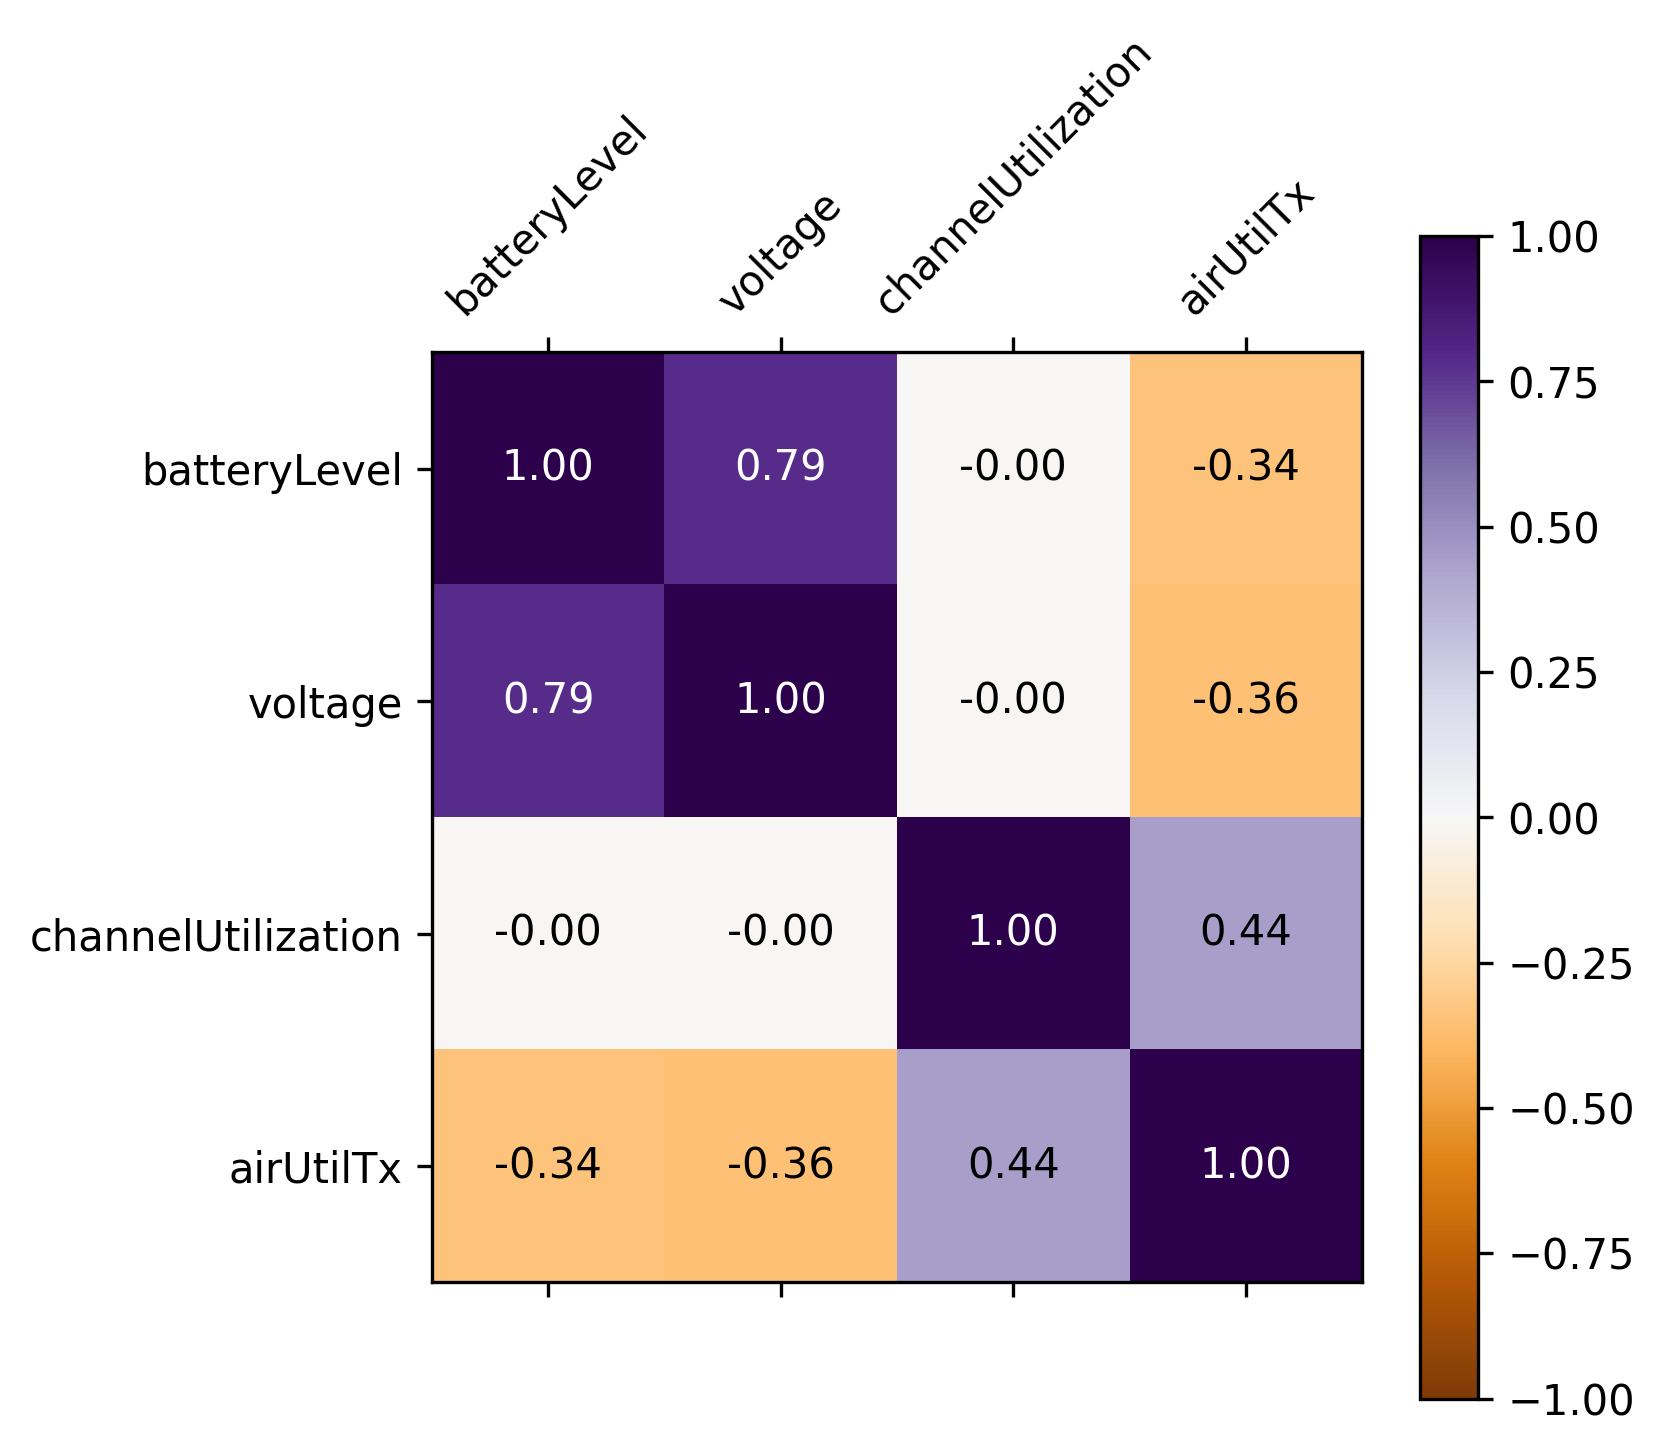 batteryLevel voltage channelUtilization airUtilTx
batteryLevel 1.00 0.79 -0.00 -0.34
voltage 0.79 1.00 -0.00 -0.36
channelUtilization -0.00 -0.00 1.00 0.44
airUtilTx -0.34 -0.36 0.44 1.00
1.00
0.75
0.50
0.25
0.00
−0.25
−0.50
−0.75
−1.00